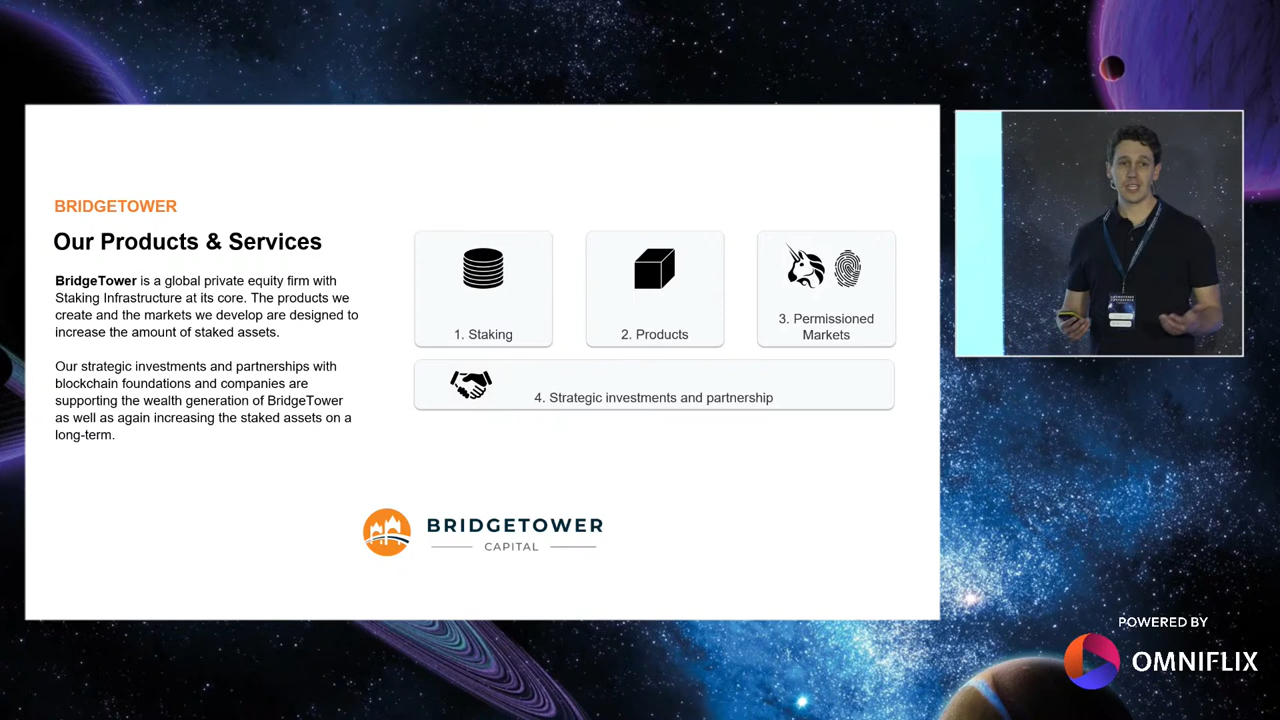 BRIDGETOWER
Our Products & Services
BridgeTower is a global private equity firm with
Staking Infrastructure at its core. The products we
create and the markets we develop are designed to
increase the amount of staked assets.
Our strategic investments and partnerships with
blockchain foundations and companies are
supporting the wealth generation of BridgeTower
as well as again increasing the staked assets on a
long-term.
1. Staking
2. Products
3. Permissioned
Markets
4. Strategic investments and partnership
BRIDGETOWER
CAPITAL
POWERED BY
OMNIFLIX